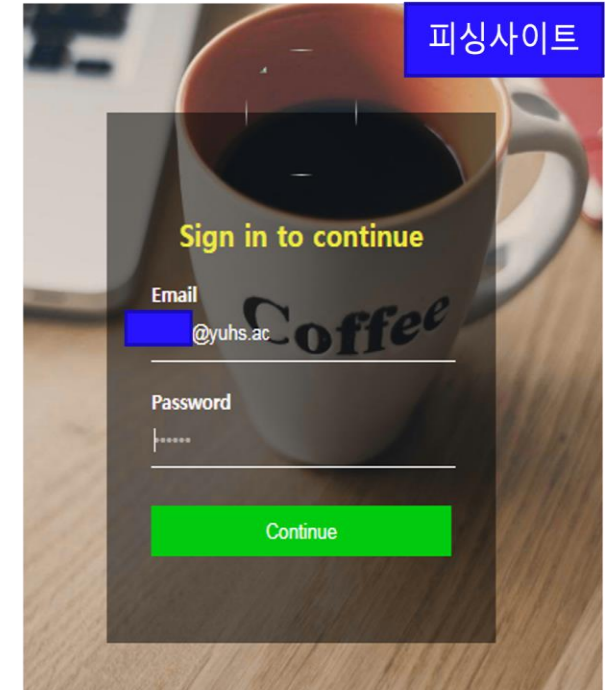 피싱사이트
Sign in to continue
Email
@yuhs.ac
Coffee
Password
••••••
Continue